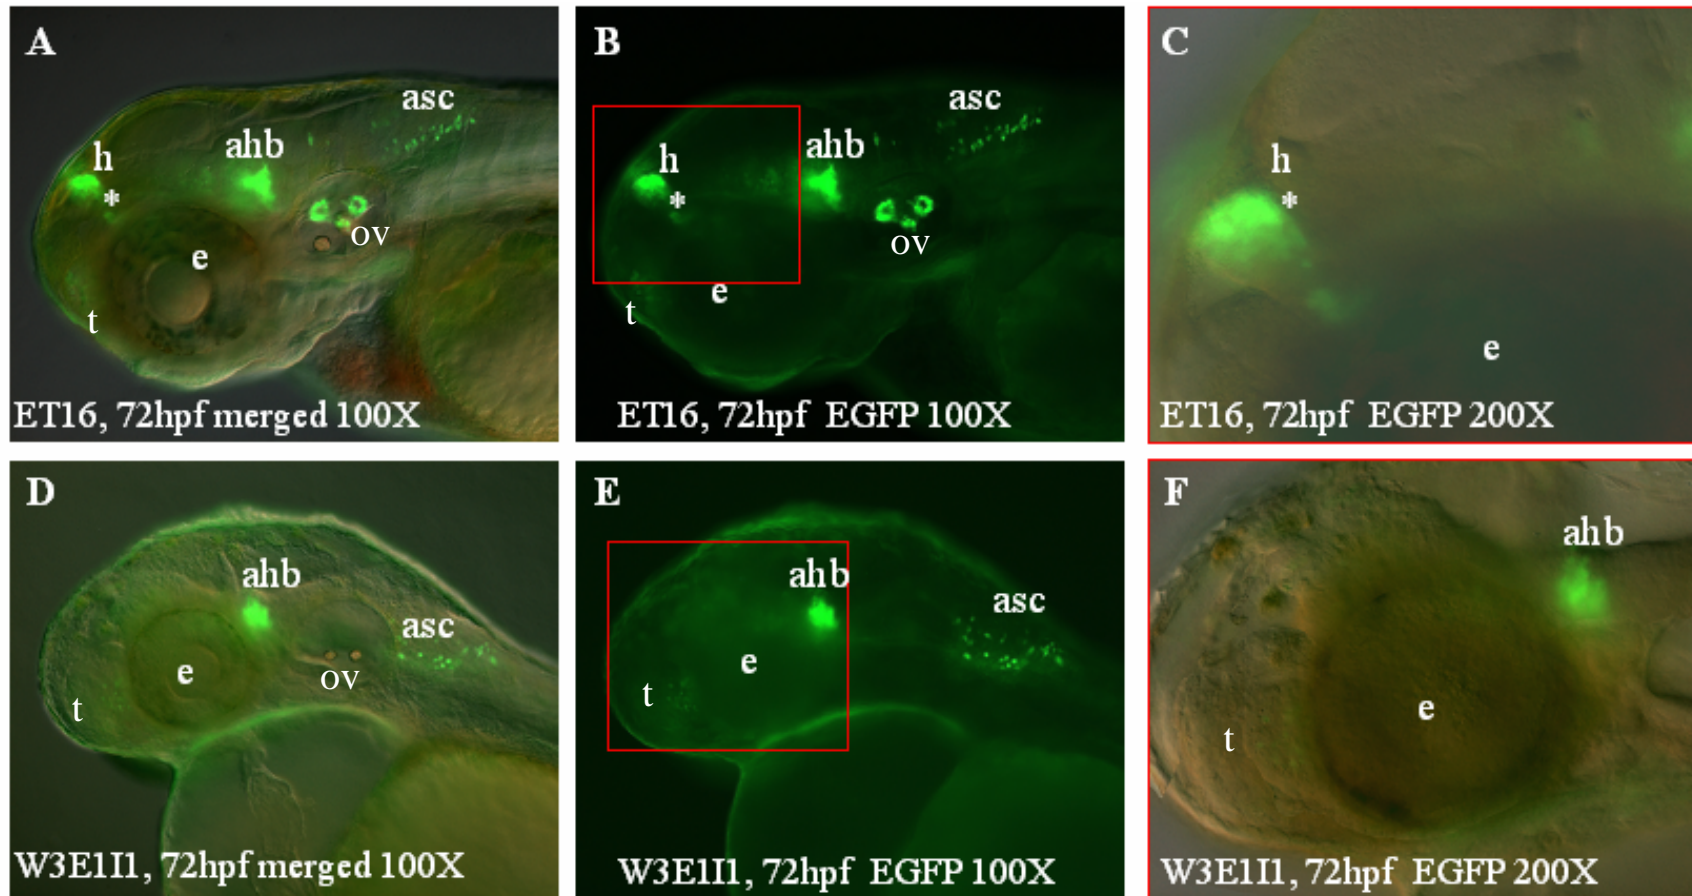 A
asc
ahb
h
*
ov
e
t
ET16, 72hpf merged 100X
B
asc
ahb
h
*
ov
e
t
ET16, 72hpf EGFP 100X
C
h
*
e
ET16, 72hpf EGFP 200X
D
ahb
asc
e
ov
t
W3E1I1, 72hpf merged 100X
E
ahb
asc
e
t
W3E1I1, 72hpf EGFP 100X
F
ahb
e
t
W3E1I1, 72hpf EGFP 200X